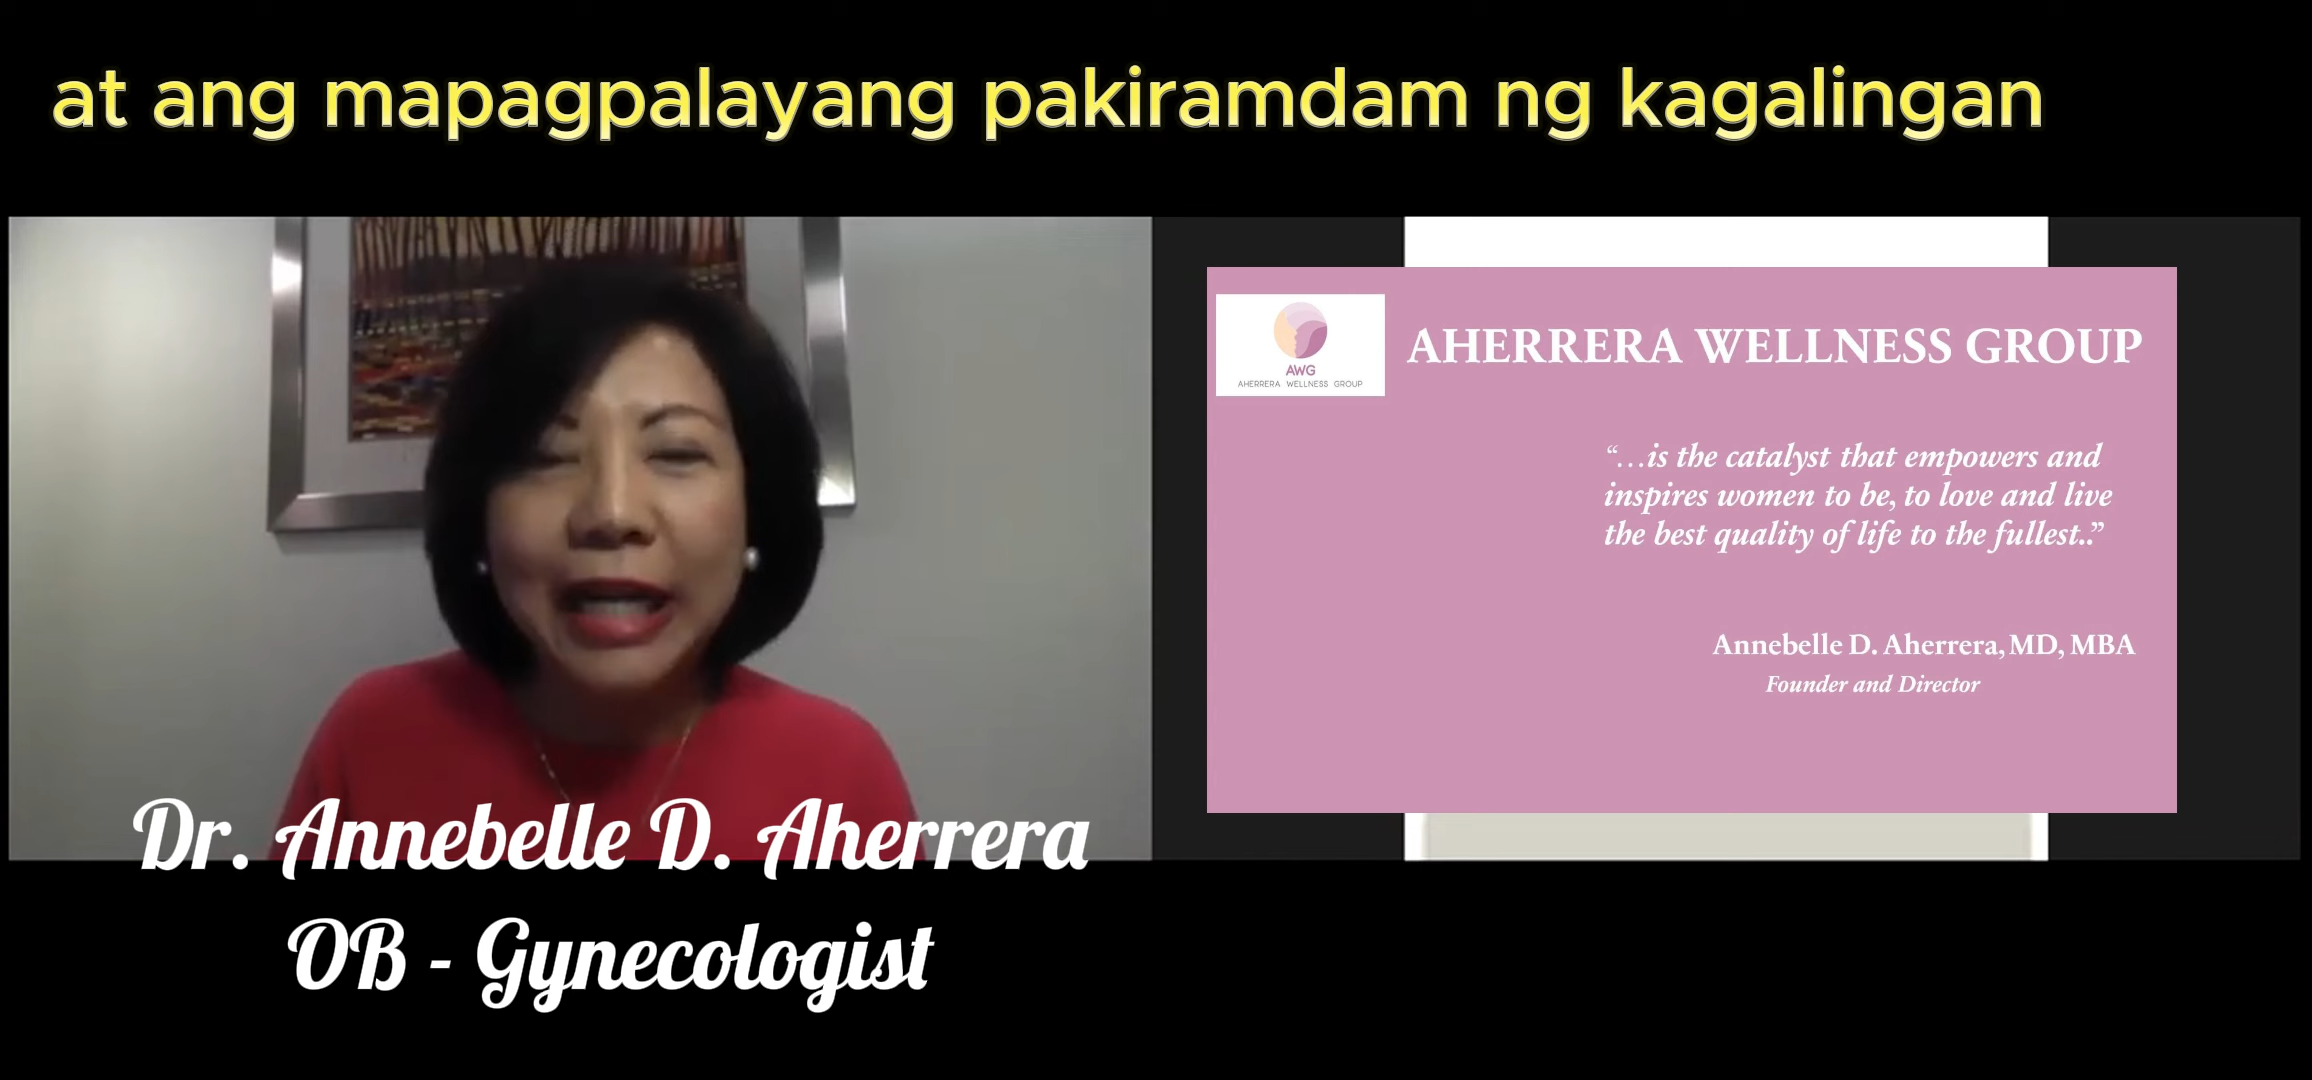 at ang mapagpalayang pakiramdam ng kagalingan
AWG
AHERRERA WELLNESS GROUP
AHERRERA WELLNESS GROUP
“…is the catalyst that empowers and
inspires women to be, to love and live
the best quality of life to the fullest..”
Annebelle D. Aherrera, MD, MBA
Founder and Director
Dr. Annebelle D. Aherrera
OB - Gynecologist